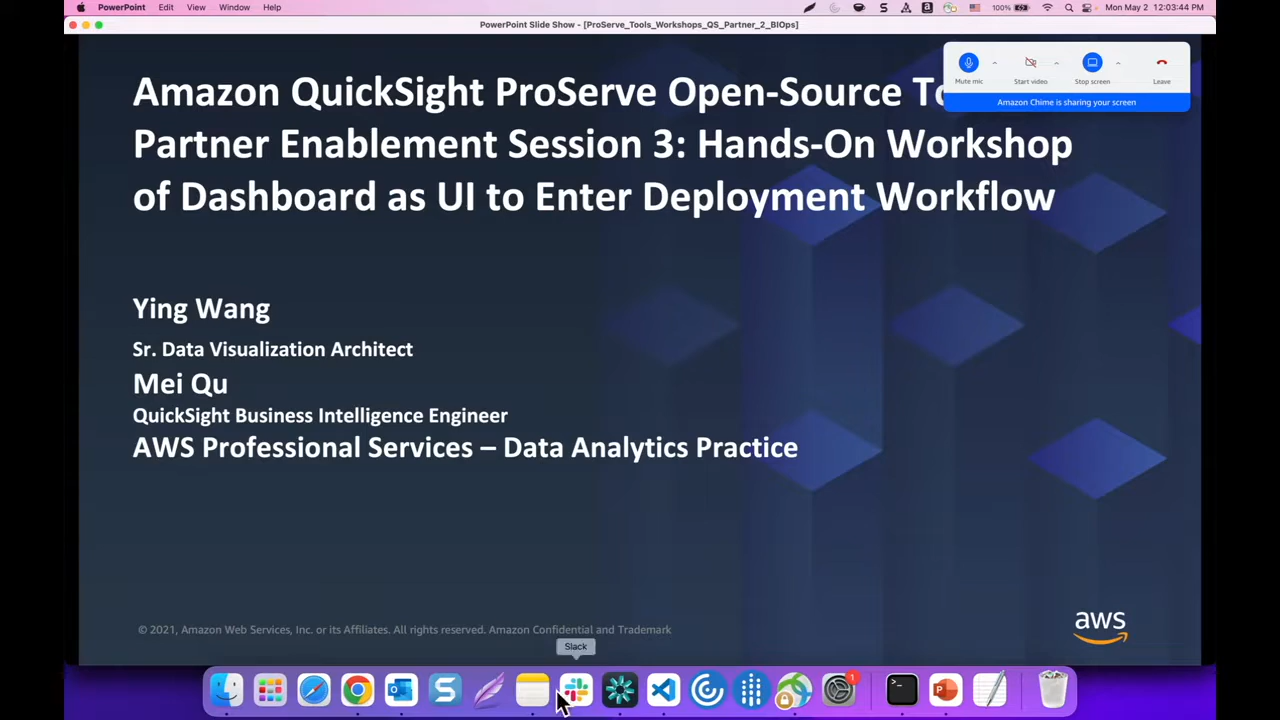 PowerPoint Edit View Window Help
100% Mon May 2 12:03:44 PM
PowerPoint Slide Show - [ProServe_Tools_Workshops_QS_Partner_2_BIOps]
Mute mic Start video Stop screen Leave
Amazon Chime is sharing your screen
Amazon QuickSight ProServe Open-Source
Partner Enablement Session 3: Hands-On Workshop
of Dashboard as UI to Enter Deployment Workflow
Ying Wang
Sr. Data Visualization Architect
Mei Qu
QuickSight Business Intelligence Engineer
AWS Professional Services – Data Analytics Practice
© 2021, Amazon Web Services, Inc. or its Affiliates. All rights reserved. Amazon Confidential and Trademark
aws
Slack
1